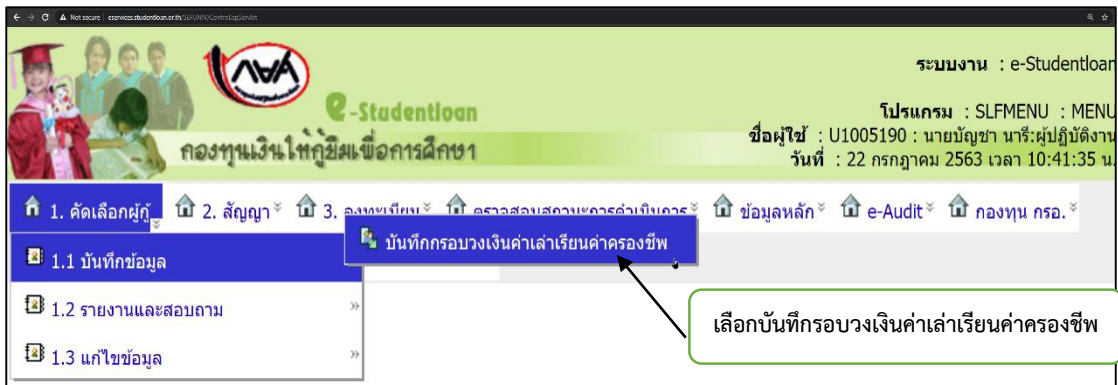 Not secure | eservices.studentloan.or.th/SLFUNIV/ControlJspServlet
กยศ
e-Studentloan
กองทุนเงินให้กู้ยืมเพื่อการศึกษา
ระบบงาน : e-Studentloan
โปรแกรม : SLFMENU : MENU
ชื่อผู้ใช้ : U1005190 : นายบัญชา นารี:ผู้ปฏิบัติงาน
วันที่ : 22 กรกฎาคม 2563 เวลา 10:41:35 น.
1. คัดเลือกผู้กู้ 2. สัญญา 3. ลงทะเบียน ตรวจสอบสถานะการดำเนินการ ข้อมูลหลัก e-Audit กองทุน กรอ.
บันทึกกรอบวงเงินค่าเล่าเรียนค่าครองชีพ
1.1 บันทึกข้อมูล
1.2 รายงานและสอบถาม
1.3 แก้ไขข้อมูล
เลือกบันทึกรอบวงเงินค่าเล่าเรียนค่าครองชีพ